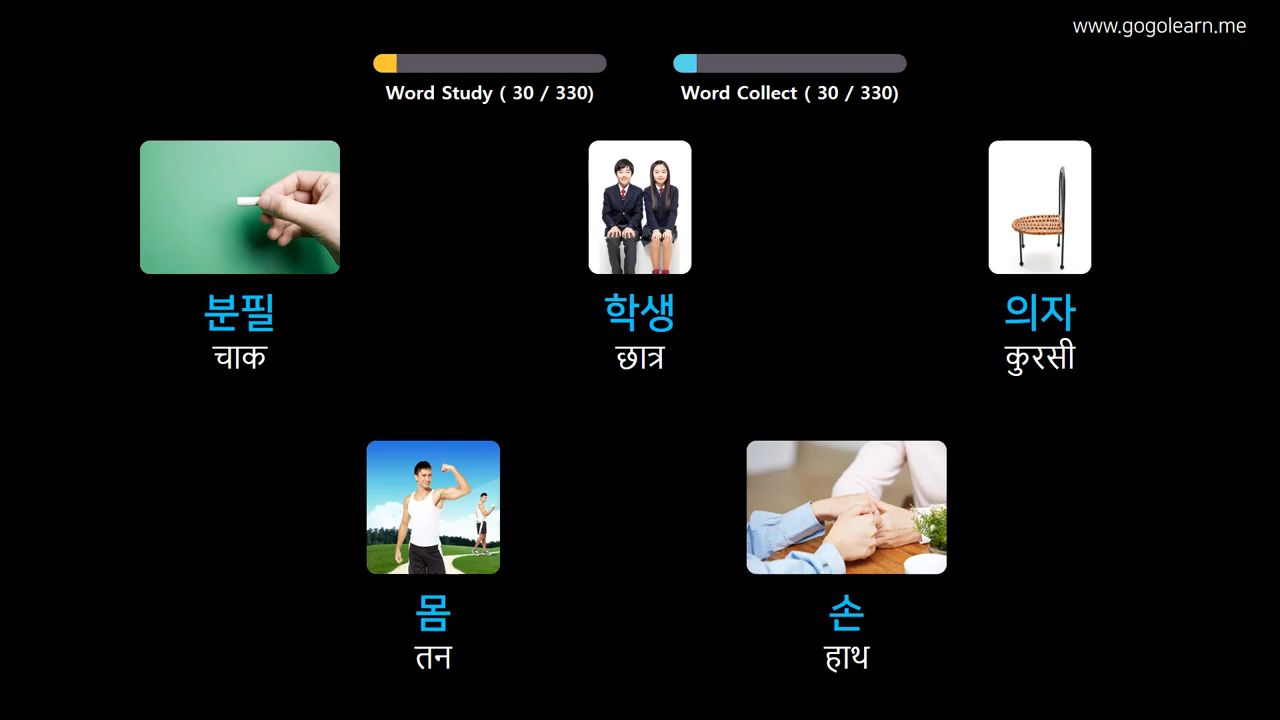 www.gogolearn.me
Word Study ( 30 / 330)
Word Collect ( 30 / 330)
분필
चाक
학생
छात्र
의자
कुरसी
몸
तन
손
हाथ